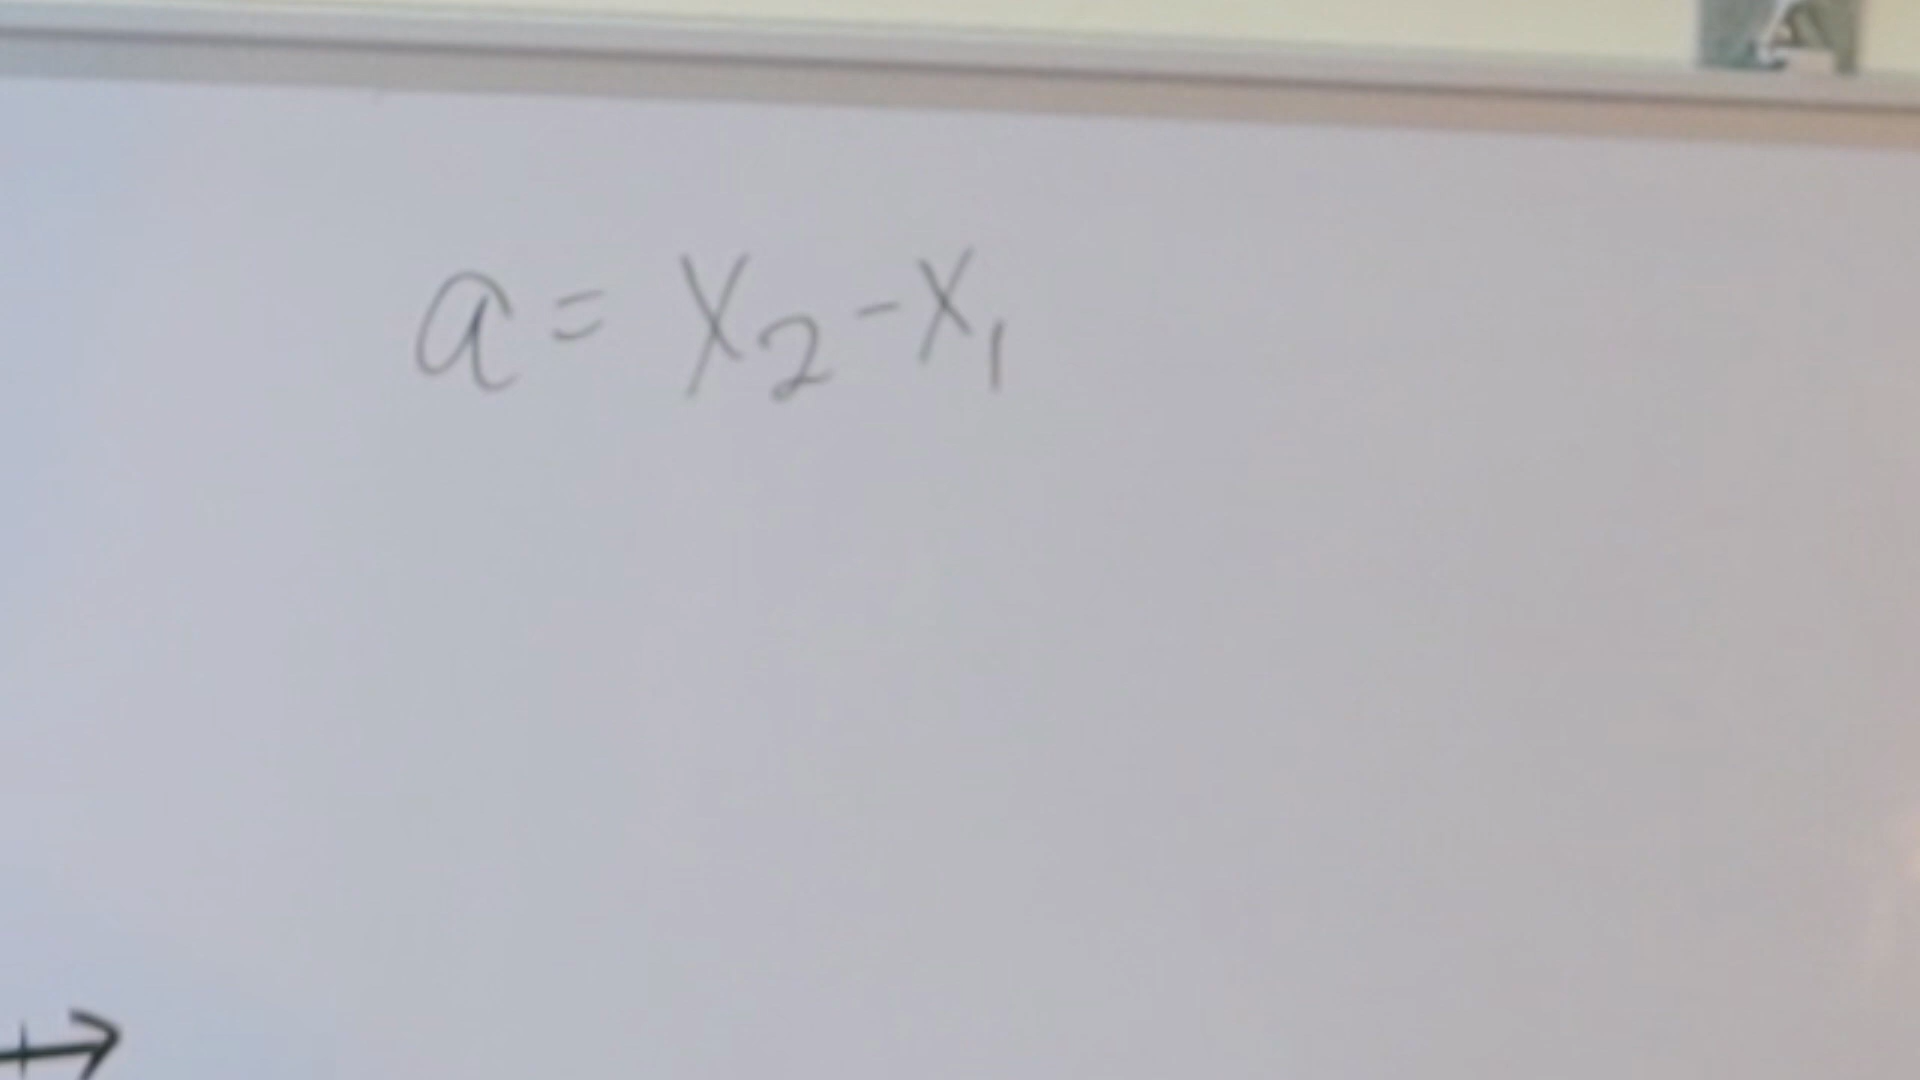 a = x₂ - x₁